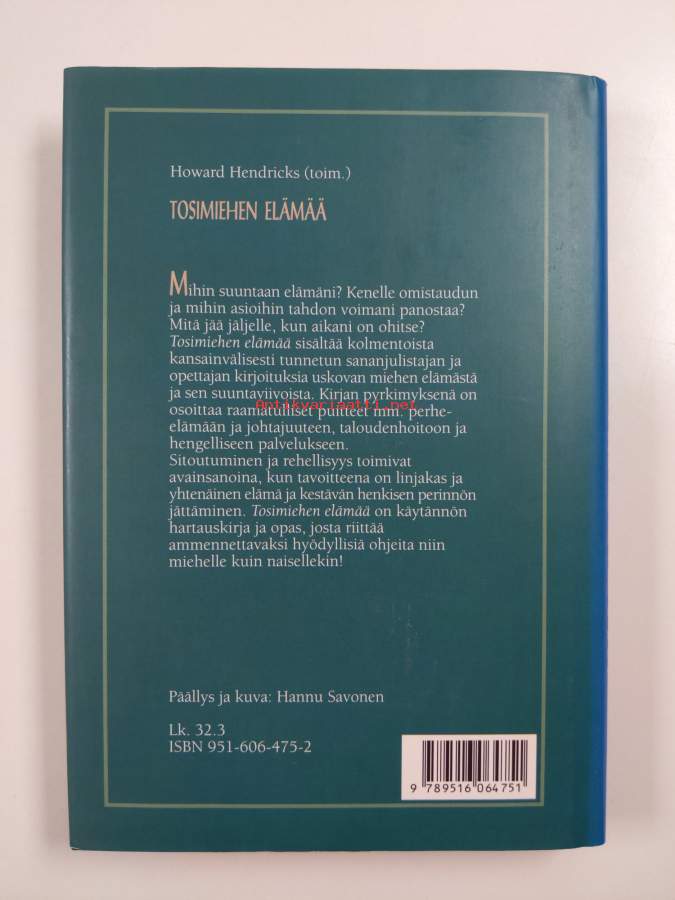 Howard Hendricks (toim.)
TOSIMIEHEN ELÄMÄÄ
Mihin suuntaan elämäni? Kenelle omistaudun
ja mihin asioihin tahdon voimani panostaa?
Mitä jää jäljelle, kun aikani on ohitse?
Tosimiehen elämää sisältää kolmentoista
kansainvälisesti tunnetun sananjulistajan ja
opettajan kirjoituksia uskovan miehen elämästä
ja sen suuntaviivoista. Kirjan pyrkimyksenä on
antikvariaatti.net
osoittaa raamatulliset puitteet mm. perhe-
elämään ja johtajuuteen, taloudenhoitoon ja
hengelliseen palvelukseen.
Sitoutuminen ja rehellisyys toimivat
avainsanoina, kun tavoitteena on linjakas ja
yhtenäinen elämä ja kestävän henkisen perinnön
jättäminen. Tosimiehen elämää on käytännön
hartauskirja ja opas, josta riittää
ammennettavaksi hyödyllisiä ohjeita niin
miehelle kuin naisellekin!
Päällys ja kuva: Hannu Savonen
Lk. 32.3
ISBN 951-606-475-2
9 789516 064751